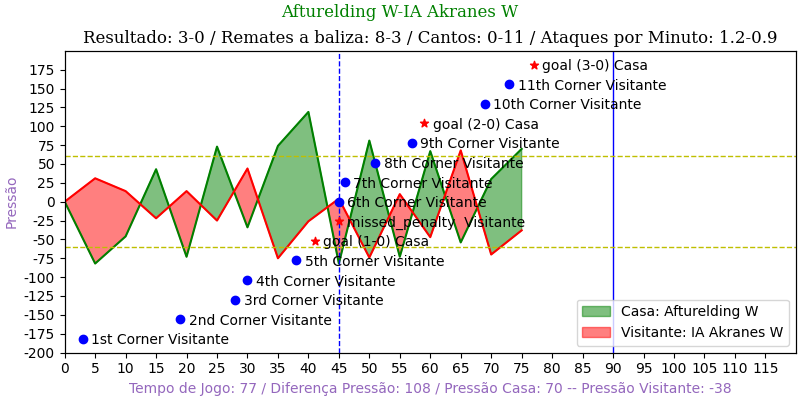 Afturelding W-IA Akranes W
Resultado: 3-0 / Remates a baliza: 8-3 / Cantos: 0-11 / Ataques por Minuto: 1.2-0.9
goal (3-0) Casa
11th Corner Visitante
10th Corner Visitante
goal (2-0) Casa
9th Corner Visitante
8th Corner Visitante
7th Corner Visitante
6th Corner Visitante
missed_penalty Visitante
goal (1-0) Casa
5th Corner Visitante
4th Corner Visitante
3rd Corner Visitante
2nd Corner Visitante
1st Corner Visitante
Pressão
175
150
125
100
75
50
25
0
-25
-50
-75
-100
-125
-150
-175
-200
Casa: Afturelding W
Visitante: IA Akranes W
0 5 10 15 20 25 30 35 40 45 50 55 60 65 70 75 80 85 90 95 100 105 110 115
Tempo de Jogo: 77 / Diferença Pressão: 108 / Pressão Casa: 70 -- Pressão Visitante: -38